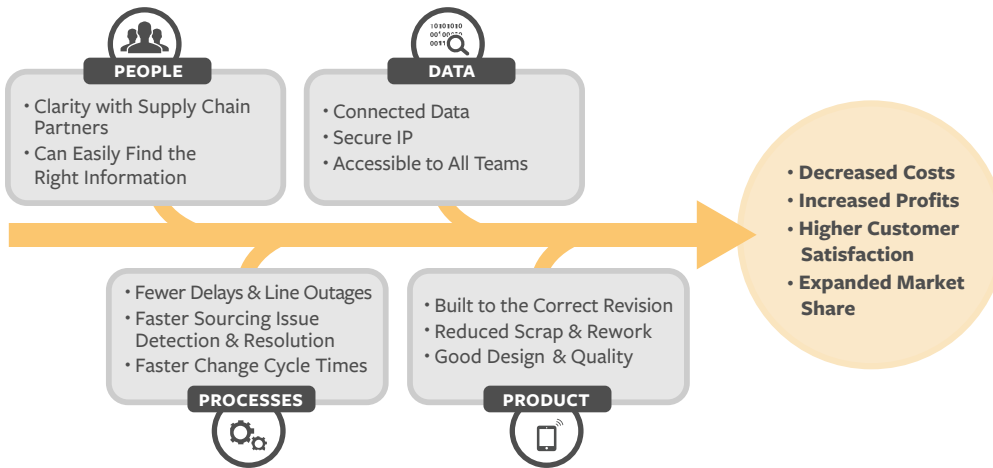 10101010
PEOPLE
• Clarity with Supply Chain
Partners
• Can Easily Find the
Right Information
DATA
• Connected Data
• Secure IP
• Accessible to All Teams
• Fewer Delays & Line Outages
• Faster Sourcing Issue
Detection & Resolution
• Faster Change Cycle Times
PROCESSES
• Built to the Correct Revision
• Reduced Scrap & Rework
• Good Design & Quality
PRODUCT
• Decreased Costs
• Increased Profits
• Higher Customer
Satisfaction
• Expanded Market
Share